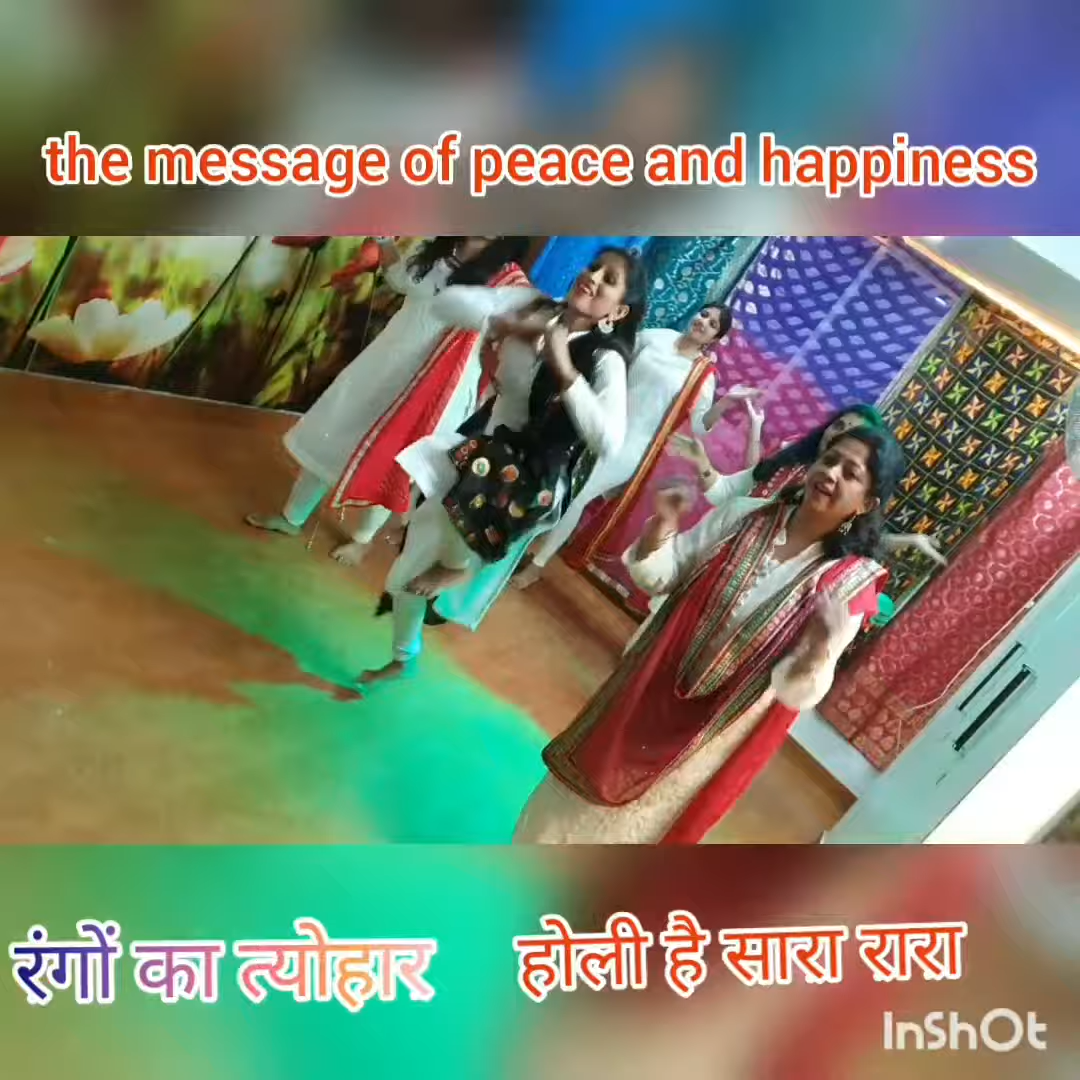 the message of peace and happiness
रंगों का त्योहार
होली है सारा रारा
InShOt